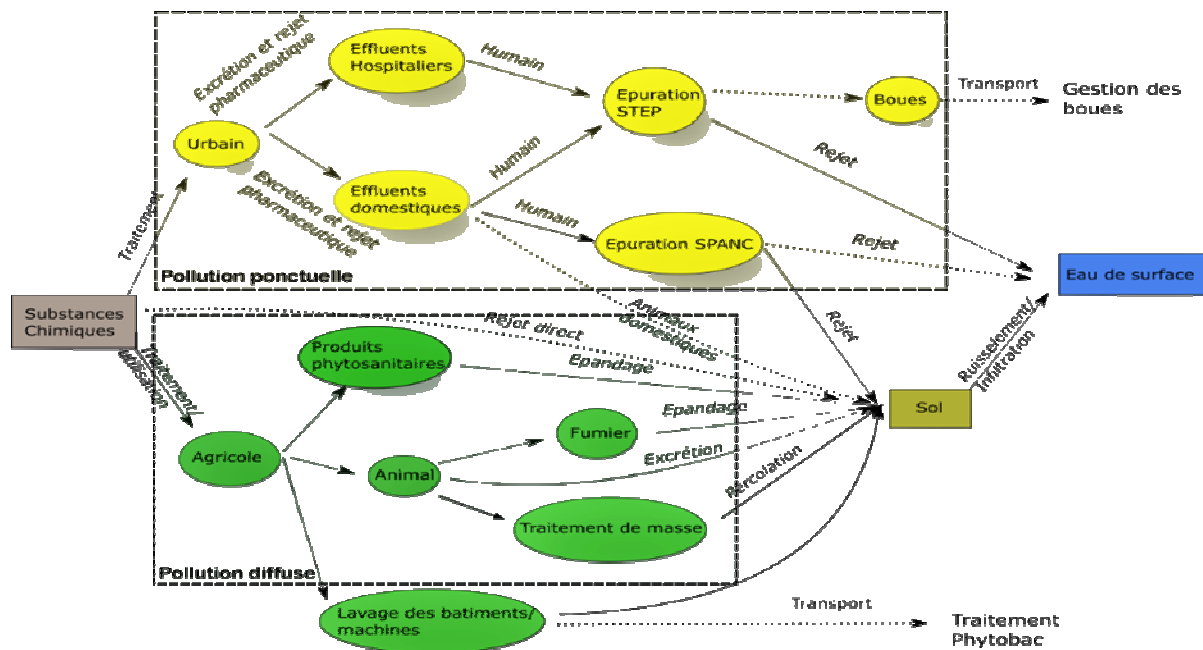 Excrétion et rejet
pharmaceutique
Effluents
Hospitaliers
Humain
Epuration
STEP
Boues
Transport
Gestion des
boues
Urbain
Humain
Rejet
Traitement
Excrétion et rejet
pharmaceutique
Effluents
domestiques
Humain
Epuration SPANC
Rejet
Pollution ponctuelle
Eau de surface
Substances
Chimiques
Rejet direct
Animaux
domestiques
Rejet
Ruisselement/
Infiltration
Traitement/
utilisation
Produits
phytosanitaires
Epandage
Epandage
Sol
Fumier
Agricole
Animal
Excrétion
Percolation
Traitement de masse
Pollution diffuse
Lavage des batiments/
machines
Transport
Traitement
Phytobac